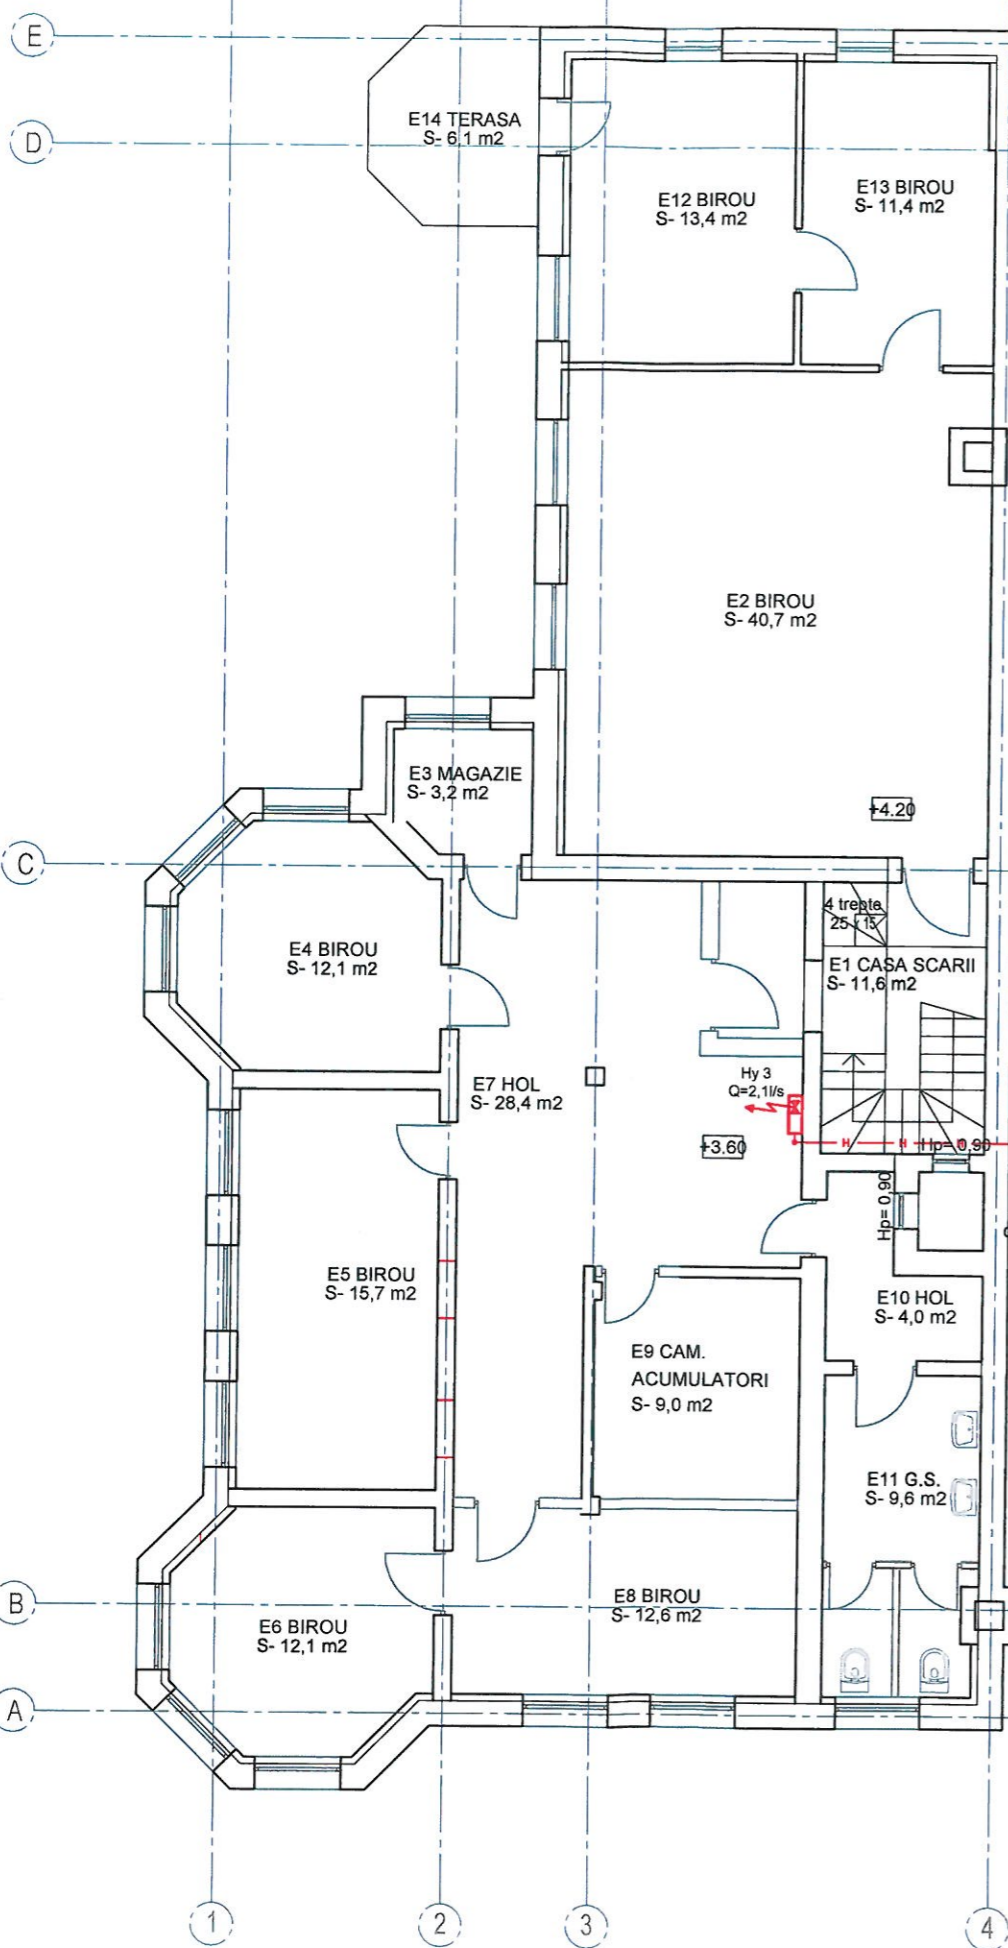 E
D
E14 TERASA
S- 6,1 m2
E12 BIROU
S- 13,4 m2
E13 BIROU
S- 11,4 m2
E2 BIROU
S- 40,7 m2
E3 MAGAZIE
S- 3,2 m2
+4.20
C
4 trepte
25 x 15
E4 BIROU
S- 12,1 m2
E1 CASA SCARII
S- 11,6 m2
E7 HOL
S- 28,4 m2
Hy 3
Q=2,1l/s
+3.60
H H H
Hp= 0,90
Hp= 0,90
E5 BIROU
S- 15,7 m2
E10 HOL
S- 4,0 m2
E9 CAM.
ACUMULATORI
S- 9,0 m2
E11 G.S.
S- 9,6 m2
B
E6 BIROU
S- 12,1 m2
E8 BIROU
S- 12,6 m2
A
1
2
3
4